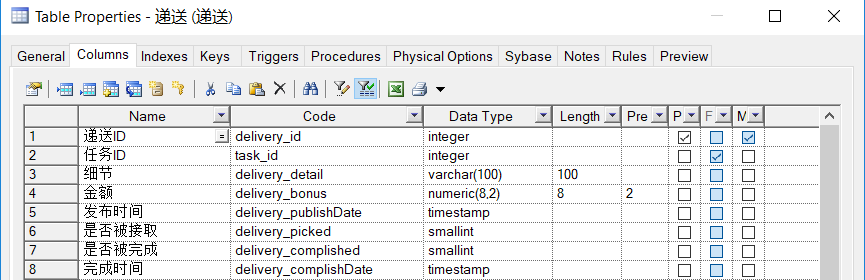 Table Properties - 递送 (递送)
General Columns Indexes Keys Triggers Procedures Physical Options Sybase Notes Rules Preview
Name Code Data Type Length Pre P F M
1 递送ID = delivery_id integer
2 任务ID task_id integer
3 细节 delivery_detail varchar(100) 100
4 金额 delivery_bonus numeric(8,2) 8 2
5 发布时间 delivery_publishDate timestamp
6 是否被接取 delivery_picked smallint
7 是否被完成 delivery_complished smallint
8 完成时间 delivery_complishDate timestamp